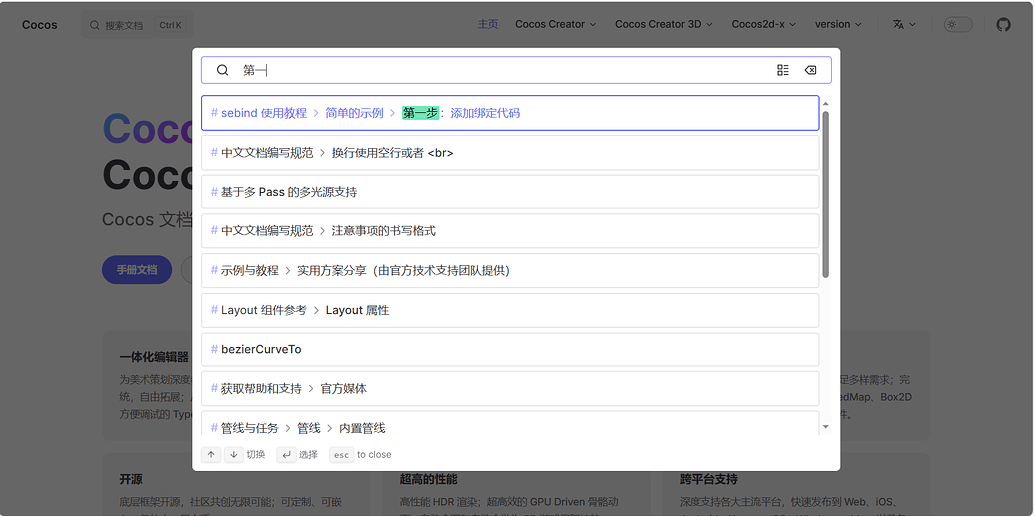 Cocos
搜索文档
Ctrl K
主页
Cocos Creator
Cocos Creator 3D
Cocos2d-x
version
第一
# sebind 使用教程 > 简单的示例 > 第一步：添加绑定代码
# 中文文档编写规范 > 换行使用空行或者 <br>
# 基于多 Pass 的多光源支持
# 中文文档编写规范 > 注意事项的书写格式
# 示例与教程 > 实用方案分享（由官方技术支持团队提供）
# Layout 组件参考 > Layout 属性
# bezierCurveTo
# 获取帮助和支持 > 官方媒体
# 管线与任务 > 管线 > 内置管线
↑ ↓ 切换
↵ 选择
esc to close
Coco
Coco
Cocos 文档
手册文档
一体化编辑器
为美术策划深度
统，自由拓展；
方便调试的 Typ
足多样需求；完
edMap、Box2D
件。
开源
底层框架开源，社区共创无限可能；可定制、可嵌
超高的性能
高性能 HDR 渲染；超高效的 GPU Driven 骨骼动
跨平台支持
深度支持各大主流平台，快速发布到 Web、iOS、